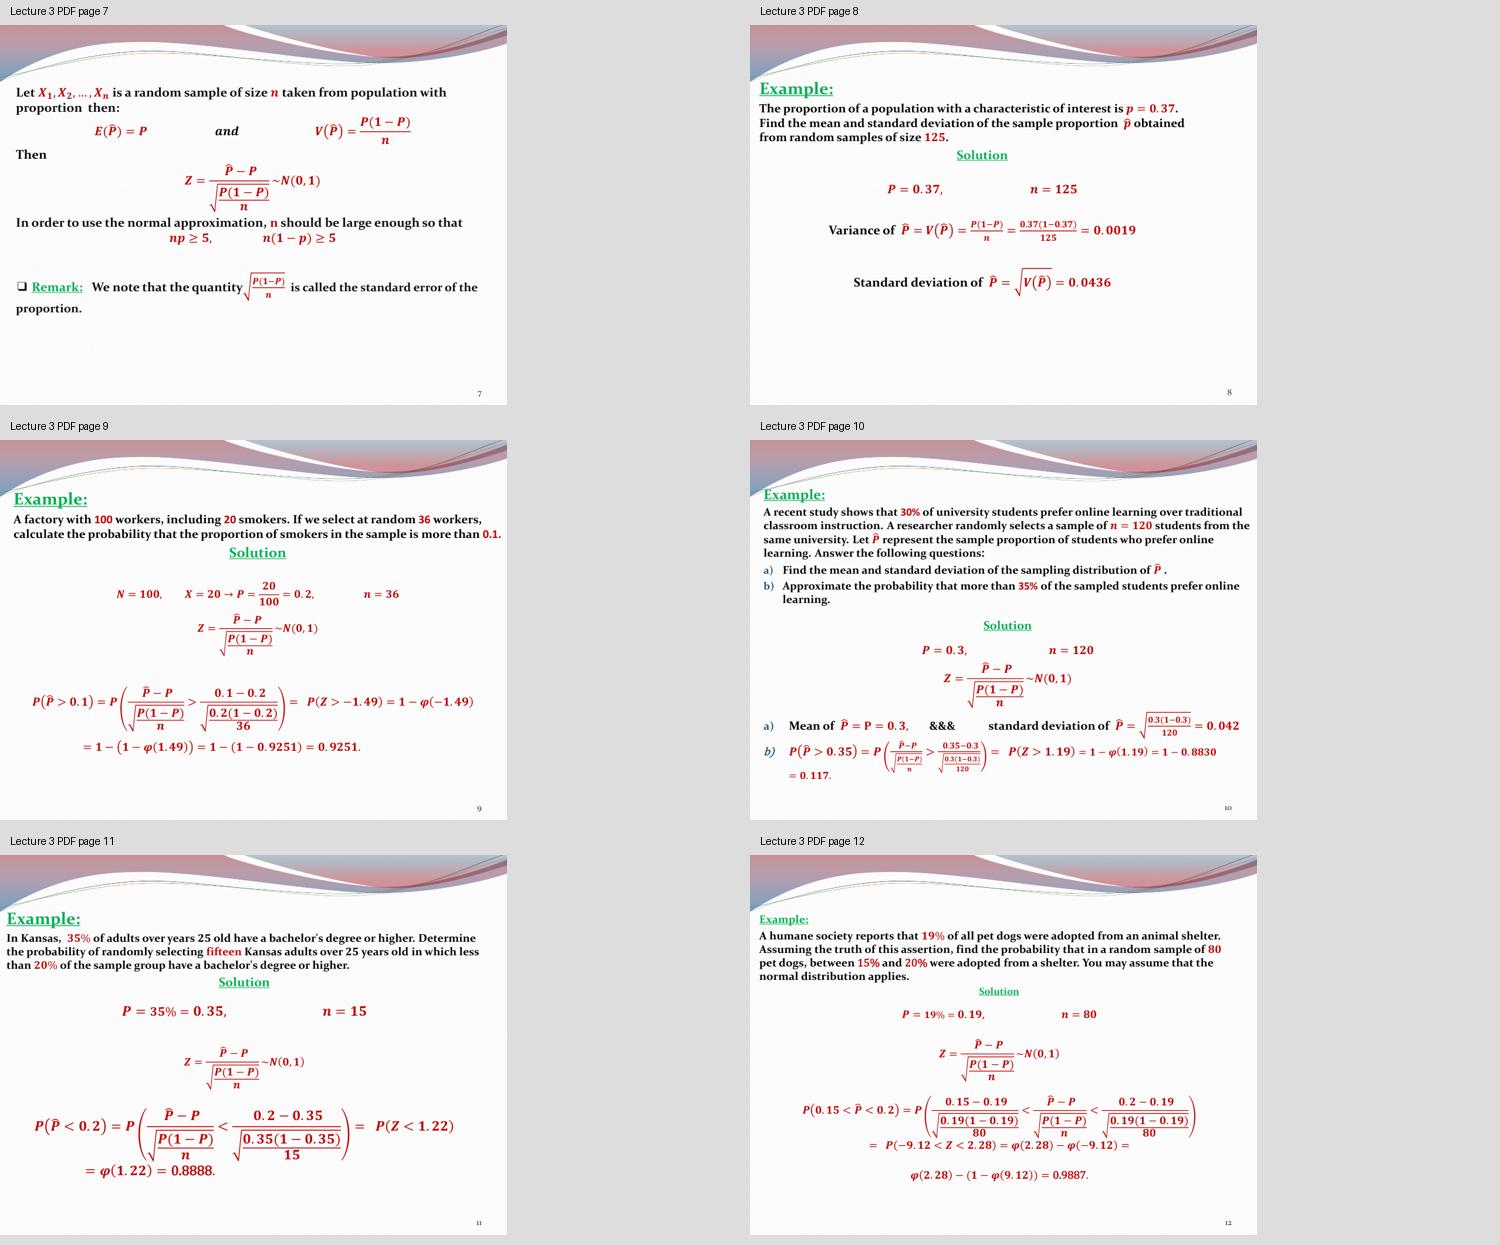 Lecture 3 PDF page 7
Let X₁, X₂, …, Xₙ is a random sample of size n taken from population with
proportion then:
E(P̂) = P and V(P̂) = P(1 − P)/n
Then
Z = (P̂ − P)/√(P(1 − P)/n) ~N(0, 1)
In order to use the normal approximation, n should be large enough so that
np ≥ 5, n(1 − p) ≥ 5
❑ Remark: We note that the quantity √(P(1−P)/n) is called the standard error of the
proportion.
7
Lecture 3 PDF page 8
Example:
The proportion of a population with a characteristic of interest is p = 0.37.
Find the mean and standard deviation of the sample proportion p̂ obtained
from random samples of size 125.
Solution
P = 0.37, n = 125
Variance of P̂ = V(P̂) = P(1−P)/n = 0.37(1−0.37)/125 = 0.0019
Standard deviation of P̂ = √V(P̂) = 0.0436
8
Lecture 3 PDF page 9
Example:
A factory with 100 workers, including 20 smokers. If we select at random 36 workers,
calculate the probability that the proportion of smokers in the sample is more than 0.1.
Solution
N = 100, X = 20 → P = 20/100 = 0.2, n = 36
Z = (P̂ − P)/√(P(1 − P)/n) ~N(0, 1)
P(P̂ > 0.1) = P((P̂ − P)/√(P(1 − P)/n) > (0.1 − 0.2)/√(0.2(1 − 0.2)/36)) = P(Z > −1.49) = 1 − φ(−1.49)
= 1 − (1 − φ(1.49)) = 1 − (1 − 0.9251) = 0.9251.
9
Lecture 3 PDF page 10
Example:
A recent study shows that 30% of university students prefer online learning over traditional
classroom instruction. A researcher randomly selects a sample of n = 120 students from the
same university. Let P̂ represent the sample proportion of students who prefer online
learning. Answer the following questions:
a) Find the mean and standard deviation of the sampling distribution of P̂ .
b) Approximate the probability that more than 35% of the sampled students prefer online
learning.
Solution
P = 0.3, n = 120
Z = (P̂ − P)/√(P(1 − P)/n) ~N(0, 1)
a) Mean of P̂ = P = 0.3, &&& standard deviation of P̂ = √(0.3(1−0.3)/120) = 0.042
b) P(P̂ > 0.35) = P((P̂−P)/√(P(1−P)/n) > (0.35−0.3)/√(0.3(1−0.3)/120)) = P(Z > 1.19) = 1 − φ(1.19) = 1 − 0.8830
= 0.117.
10
Lecture 3 PDF page 11
Example:
In Kansas, 35% of adults over years 25 old have a bachelor's degree or higher. Determine
the probability of randomly selecting fifteen Kansas adults over 25 years old in which less
than 20% of the sample group have a bachelor's degree or higher.
Solution
P = 35% = 0.35, n = 15
Z = (P̂ − P)/√(P(1 − P)/n) ~N(0, 1)
P(P̂ < 0.2) = P((P̂ − P)/√(P(1 − P)/n) < (0.2 − 0.35)/√(0.35(1 − 0.35)/15)) = P(Z < 1.22)
= φ(1.22) = 0.8888.
11
Lecture 3 PDF page 12
Example:
A humane society reports that 19% of all pet dogs were adopted from an animal shelter.
Assuming the truth of this assertion, find the probability that in a random sample of 80
pet dogs, between 15% and 20% were adopted from a shelter. You may assume that the
normal distribution applies.
Solution
P = 19% = 0.19, n = 80
Z = (P̂ − P)/√(P(1 − P)/n) ~N(0, 1)
P(0.15 < P̂ < 0.2) = P((0.15 − 0.19)/√(0.19(1 − 0.19)/80) < (P̂ − P)/√(P(1 − P)/n) < (0.2 − 0.19)/√(0.19(1 − 0.19)/80))
= P(−9.12 < Z < 2.28) = φ(2.28) − φ(−9.12) =
φ(2.28) − (1 − φ(9.12)) = 0.9887.
12